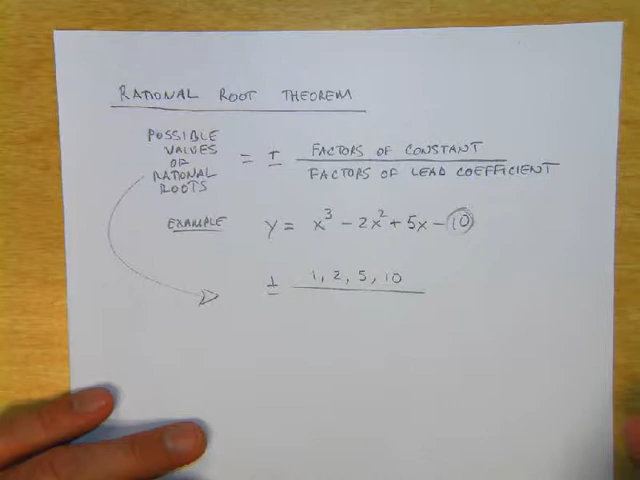 RATIONAL ROOT THEOREM
POSSIBLE
VALUES
OF
RATIONAL
ROOTS
= ± FACTORS OF CONSTANT
FACTORS OF LEAD COEFFICIENT
EXAMPLE y = x³ - 2x² + 5x - 10
± 1, 2, 5, 10